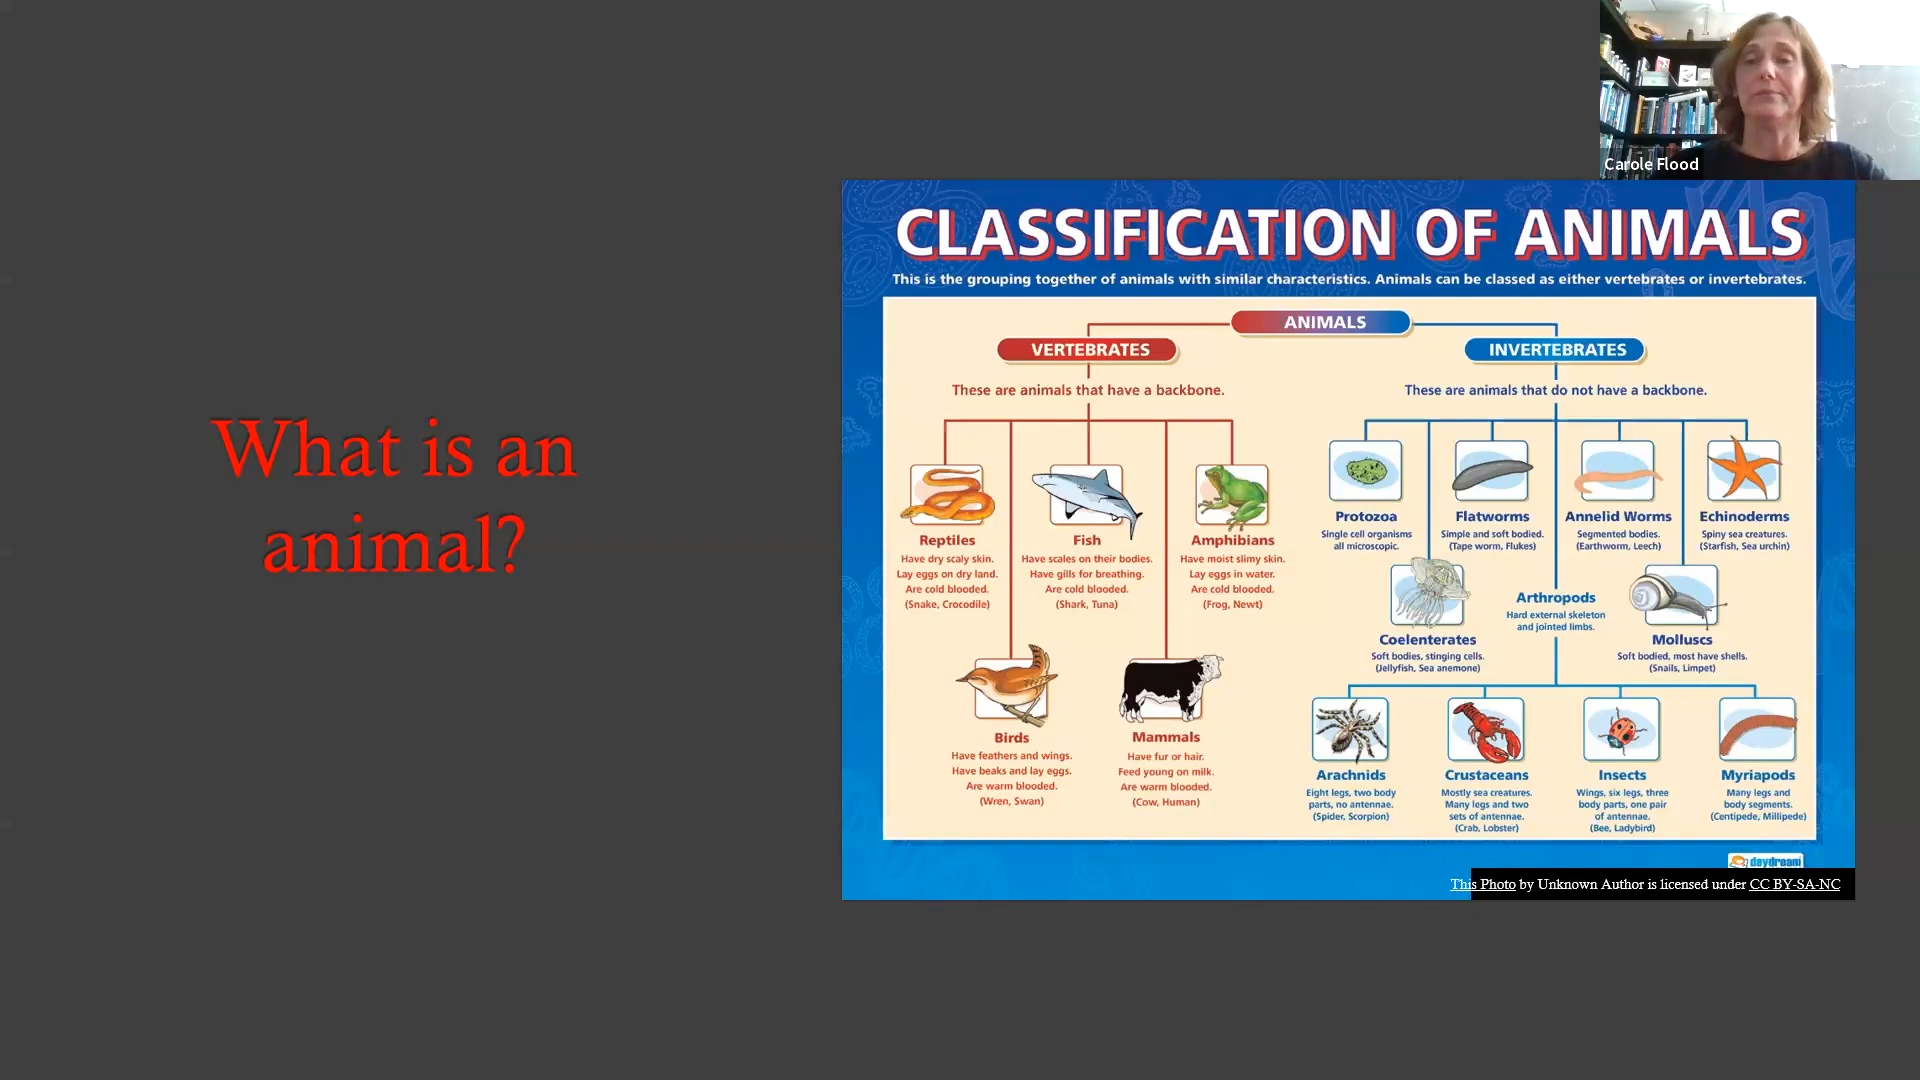 What is an
animal?
Carole Flood
CLASSIFICATION OF ANIMALS
This is the grouping together of animals with similar characteristics. Animals can be classed as either vertebrates or invertebrates.
ANIMALS
VERTEBRATES
These are animals that have a backbone.
Reptiles
Have dry scaly skin.
Lay eggs on dry land.
Are cold blooded.
(Snake, Crocodile)
Fish
Have scales on their bodies.
Have gills for breathing.
Are cold blooded.
(Shark, Tuna)
Amphibians
Have moist slimy skin.
Lay eggs in water.
Are cold blooded.
(Frog, Newt)
Birds
Have feathers and wings.
Have beaks and lay eggs.
Are warm blooded.
(Wren, Swan)
Mammals
Have fur or hair.
Feed young on milk.
Are warm blooded.
(Cow, Human)
INVERTEBRATES
These are animals that do not have a backbone.
Protozoa
Single cell organisms
all microscopic.
Flatworms
Simple and soft bodied.
(Tape worm, Flukes)
Annelid Worms
Segmented bodies.
(Earthworm, Leech)
Echinoderms
Spiny sea creatures.
(Starfish, Sea urchin)
Coelenterates
Soft bodies, stinging cells.
(Jellyfish, Sea anemone)
Arthropods
Hard external skeleton
and jointed limbs.
Molluscs
Soft bodied, most have shells.
(Snails, Limpet)
Arachnids
Eight legs, two body
parts, no antennae.
(Spider, Scorpion)
Crustaceans
Mostly sea creatures.
Many legs and two
sets of antennae.
(Crab, Lobster)
Insects
Wings, six legs, three
body parts, one pair
of antennae.
(Bee, Ladybird)
Myriapods
Many legs and
body segments.
(Centipede, Millipede)
daydream
This Photo by Unknown Author is licensed under CC BY-SA-NC